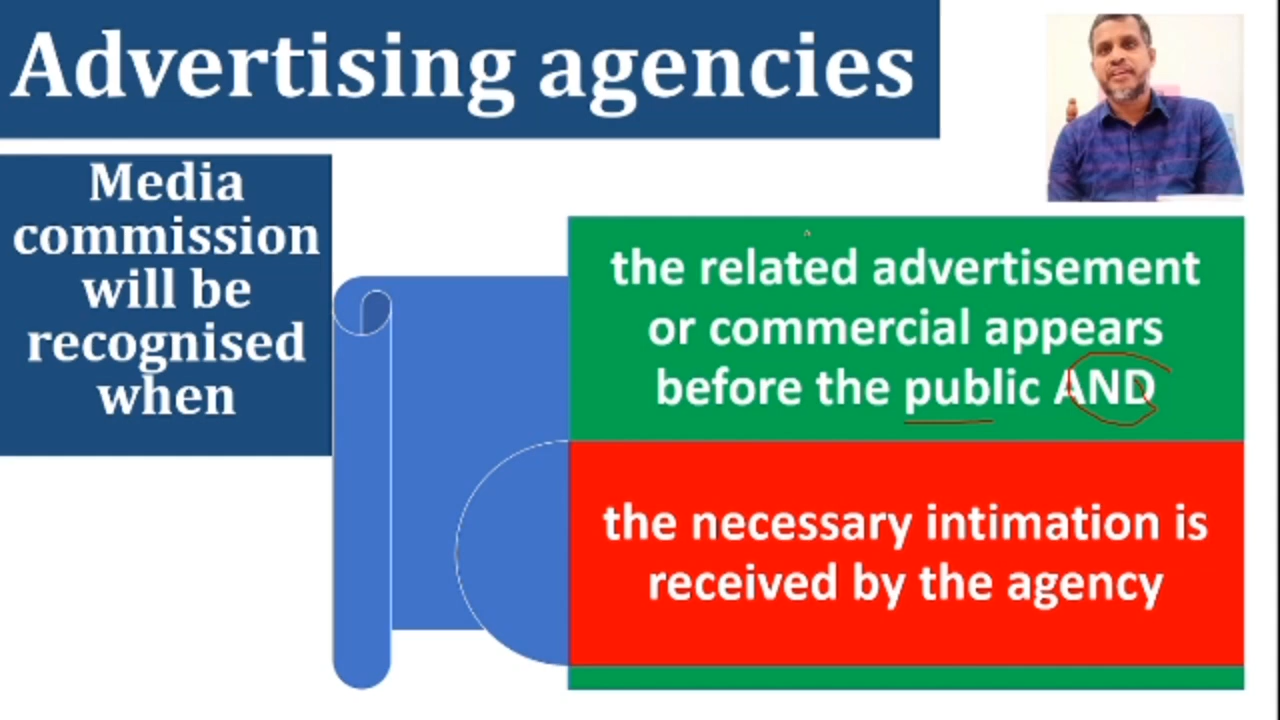 Advertising agencies
Media
commission
will be
recognised
when
the related advertisement
or commercial appears
before the public AND
the necessary intimation is
received by the agency